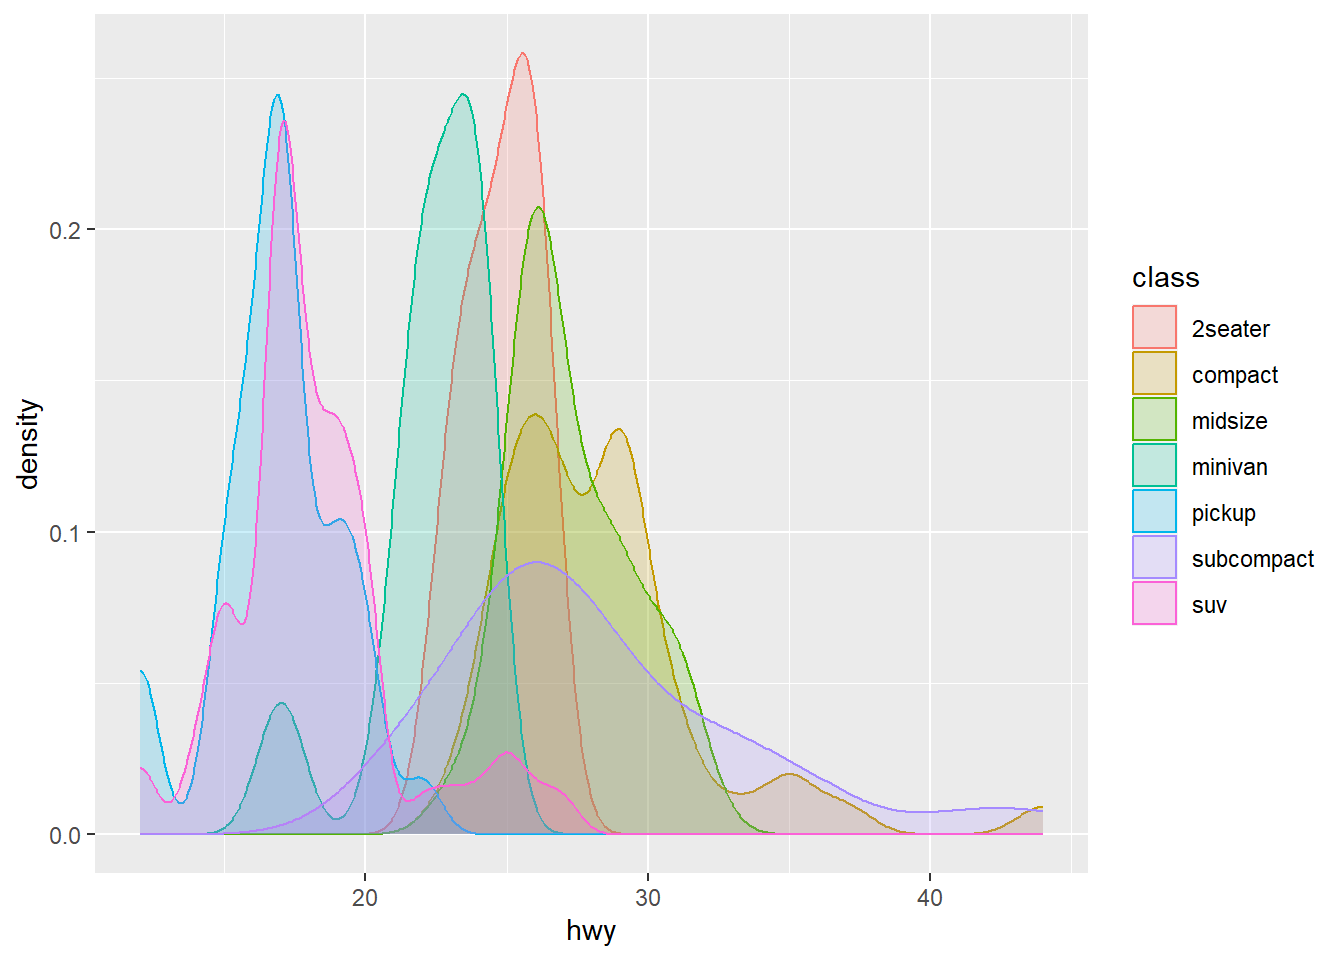 0.2
0.1
0.0
density
20 30 40
hwy
class
2seater
compact
midsize
minivan
pickup
subcompact
suv